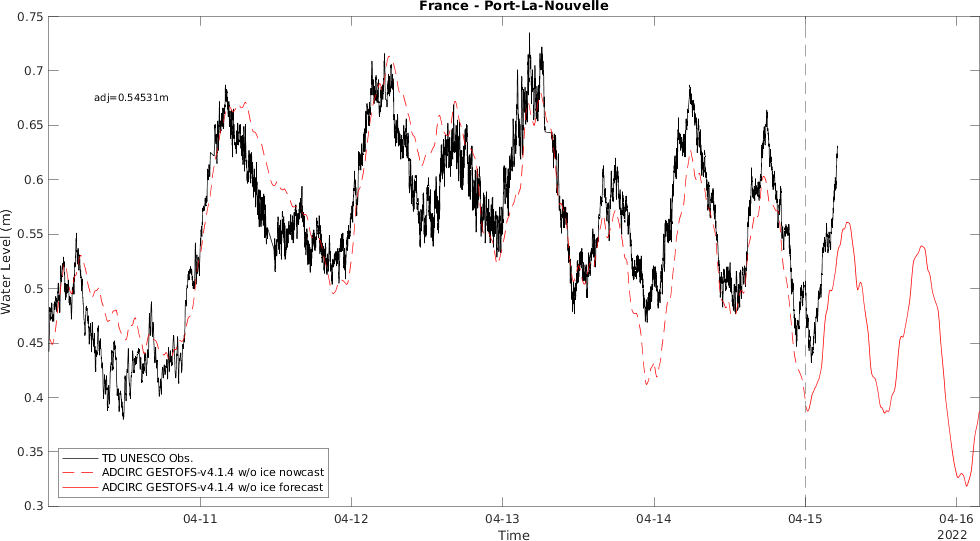 France - Port-La-Nouvelle
0.75
0.7
0.65
0.6
0.55
0.5
0.45
0.4
0.35
0.3
Water Level (m)
adj=0.54531m
TD UNESCO Obs.
ADCIRC GESTOFS-v4.1.4 w/o ice nowcast
ADCIRC GESTOFS-v4.1.4 w/o ice forecast
04-11 04-12 04-13 04-14 04-15 04-16
Time
2022